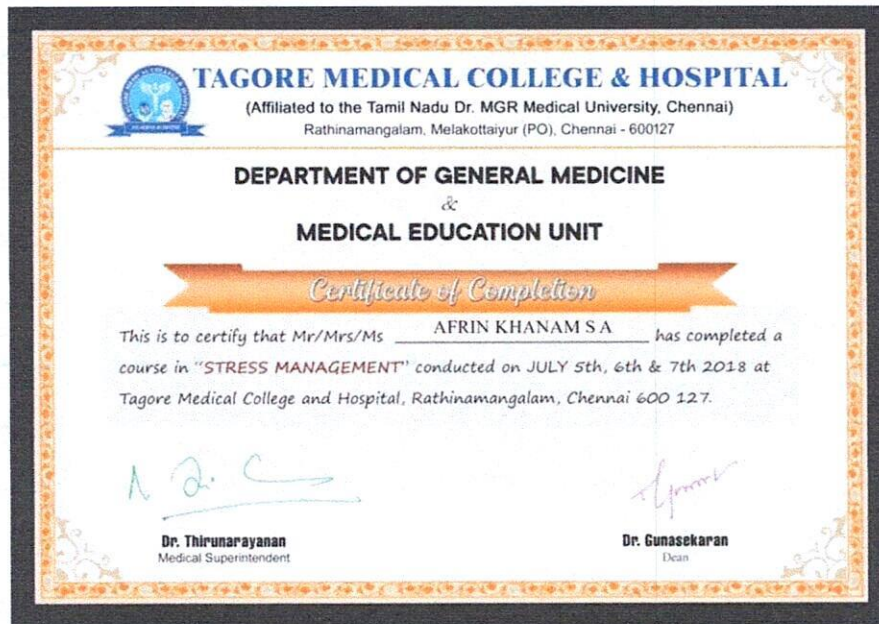 TAGORE MEDICAL COLLEGE & HOSPITAL
(Affiliated to the Tamil Nadu Dr. MGR Medical University, Chennai)
Rathinamangalam, Melakottaiyur (PO), Chennai - 600127
DEPARTMENT OF GENERAL MEDICINE
&
MEDICAL EDUCATION UNIT
Certificate of Completion
This is to certify that Mr/Mrs/Ms AFRIN KHANAM S A has completed a
course in "STRESS MANAGEMENT" conducted on JULY 5th, 6th & 7th 2018 at
Tagore Medical College and Hospital, Rathinamangalam, Chennai 600 127.
Dr. Thirunarayanan
Medical Superintendent
Dr. Gunasekaran
Dean